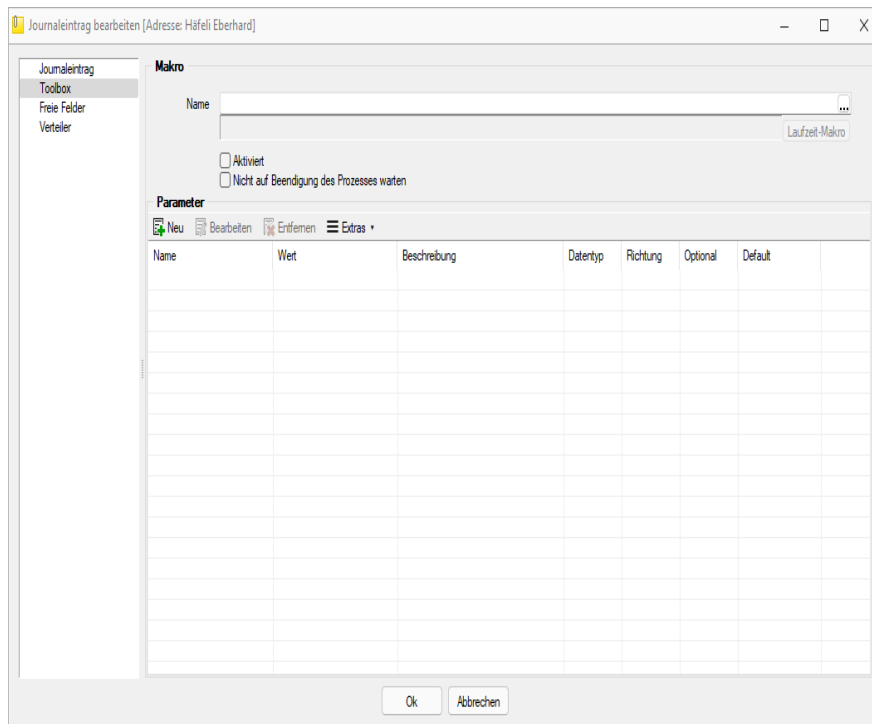 Journaleintrag bearbeiten [Adresse: Häfeli Eberhard]
Journaleintrag
Toolbox
Freie Felder
Verteiler
Makro
Name
...
Laufzeit-Makro
Aktiviert
Nicht auf Beendigung des Prozesses warten
Parameter
Neu Bearbeiten Entfernen Extras
Name Wert Beschreibung Datentyp Richtung Optional Default
Ok Abbrechen